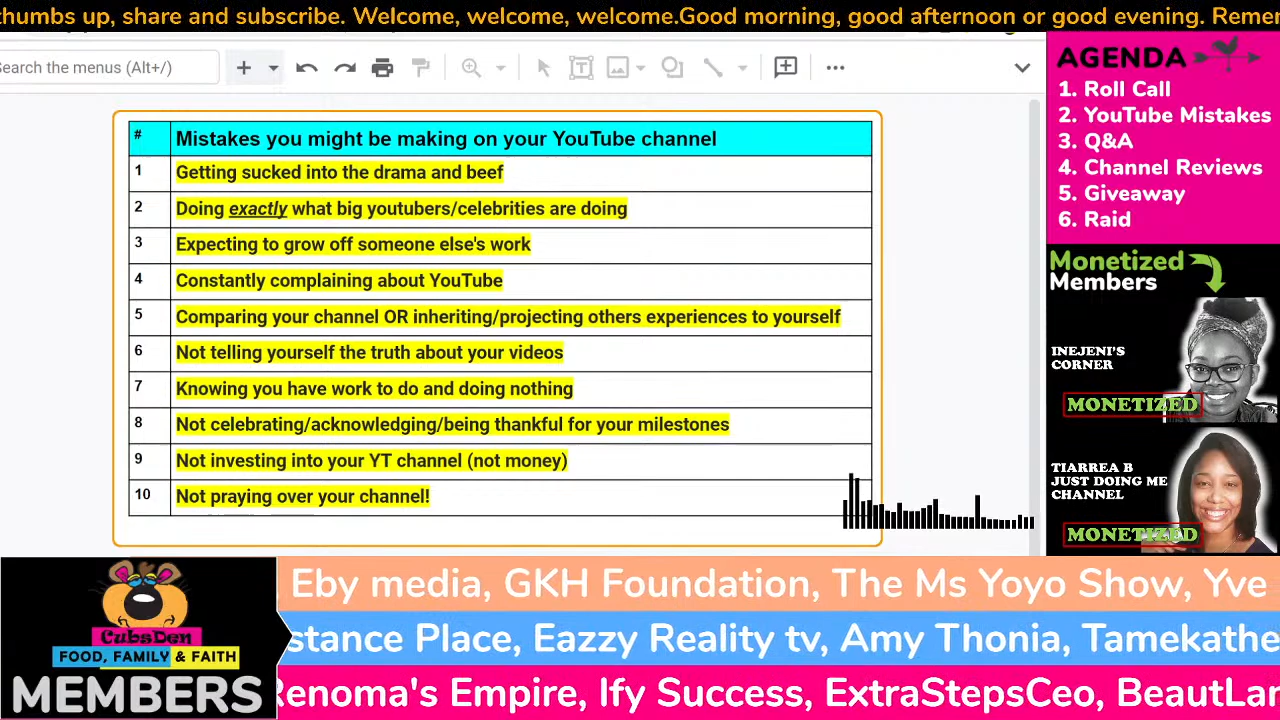 thumbs up, share and subscribe. Welcome, welcome, welcome.Good morning, good afternoon or good evening. Remem
Search the menus (Alt+/)
# Mistakes you might be making on your YouTube channel
1 Getting sucked into the drama and beef
2 Doing exactly what big youtubers/celebrities are doing
3 Expecting to grow off someone else's work
4 Constantly complaining about YouTube
5 Comparing your channel OR inheriting/projecting others experiences to yourself
6 Not telling yourself the truth about your videos
7 Knowing you have work to do and doing nothing
8 Not celebrating/acknowledging/being thankful for your milestones
9 Not investing into your YT channel (not money)
10 Not praying over your channel!
AGENDA
1. Roll Call
2. YouTube Mistakes
3. Q&A
4. Channel Reviews
5. Giveaway
6. Raid
Monetized
Members
INEJENI'S
CORNER
MONETIZED
TIARREA B
JUST DOING ME
CHANNEL
MONETIZED
CubsDen
FOOD, FAMILY & FAITH
MEMBERS
Eby media, GKH Foundation, The Ms Yoyo Show, Yve
stance Place, Eazzy Reality tv, Amy Thonia, Tamekathe
Renoma's Empire, Ify Success, ExtraStepsCeo, BeautLar